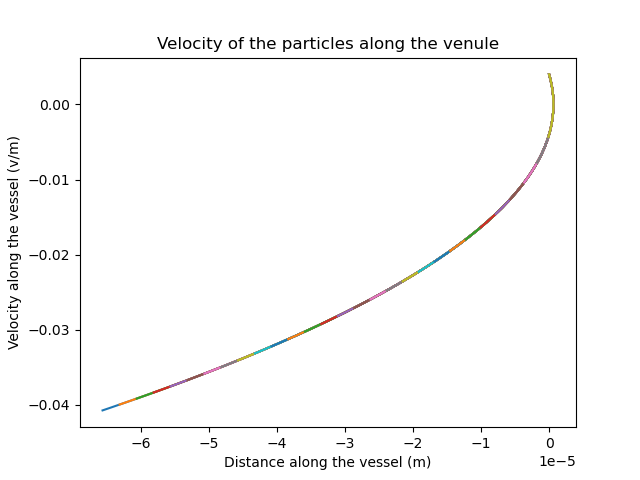 Velocity of the particles along the venule
Velocity along the vessel (v/m)
0.00
−0.01
−0.02
−0.03
−0.04
−6 −5 −4 −3 −2 −1 0
1e−5
Distance along the vessel (m)